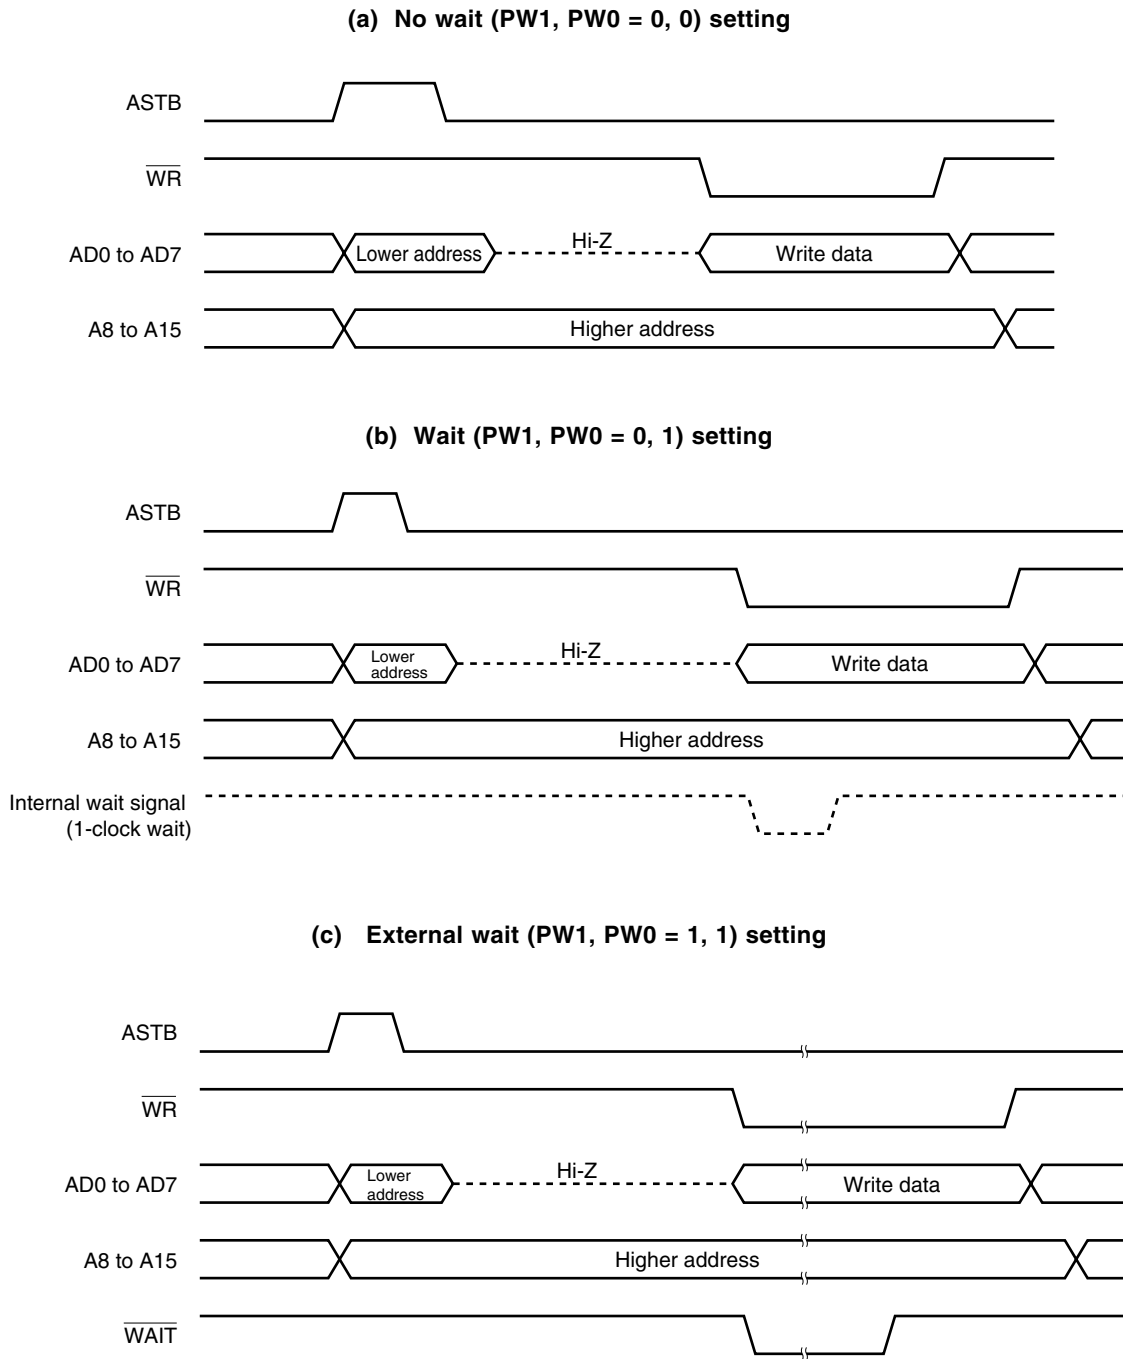 (a) No wait (PW1, PW0 = 0, 0) setting
ASTB
WR
AD0 to AD7
Lower address
Hi-Z
Write data
A8 to A15
Higher address
(b) Wait (PW1, PW0 = 0, 1) setting
ASTB
WR
AD0 to AD7
Lower
address
Hi-Z
Write data
A8 to A15
Higher address
Internal wait signal
(1-clock wait)
(c) External wait (PW1, PW0 = 1, 1) setting
ASTB
WR
AD0 to AD7
Lower
address
Hi-Z
Write data
A8 to A15
Higher address
WAIT